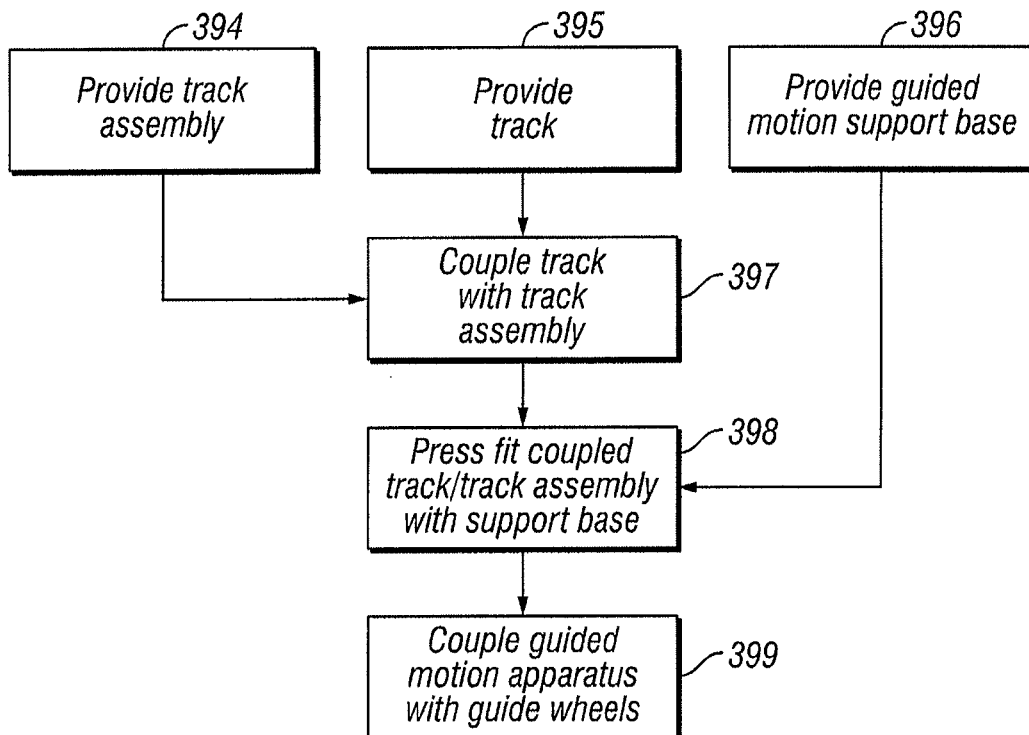 394
395
396
Provide track
assembly
Provide
track
Provide guided
motion support base
Couple track
with track
assembly
397
Press fit coupled
track/track assembly
with support base
398
Couple guided
motion apparatus
with guide wheels
399